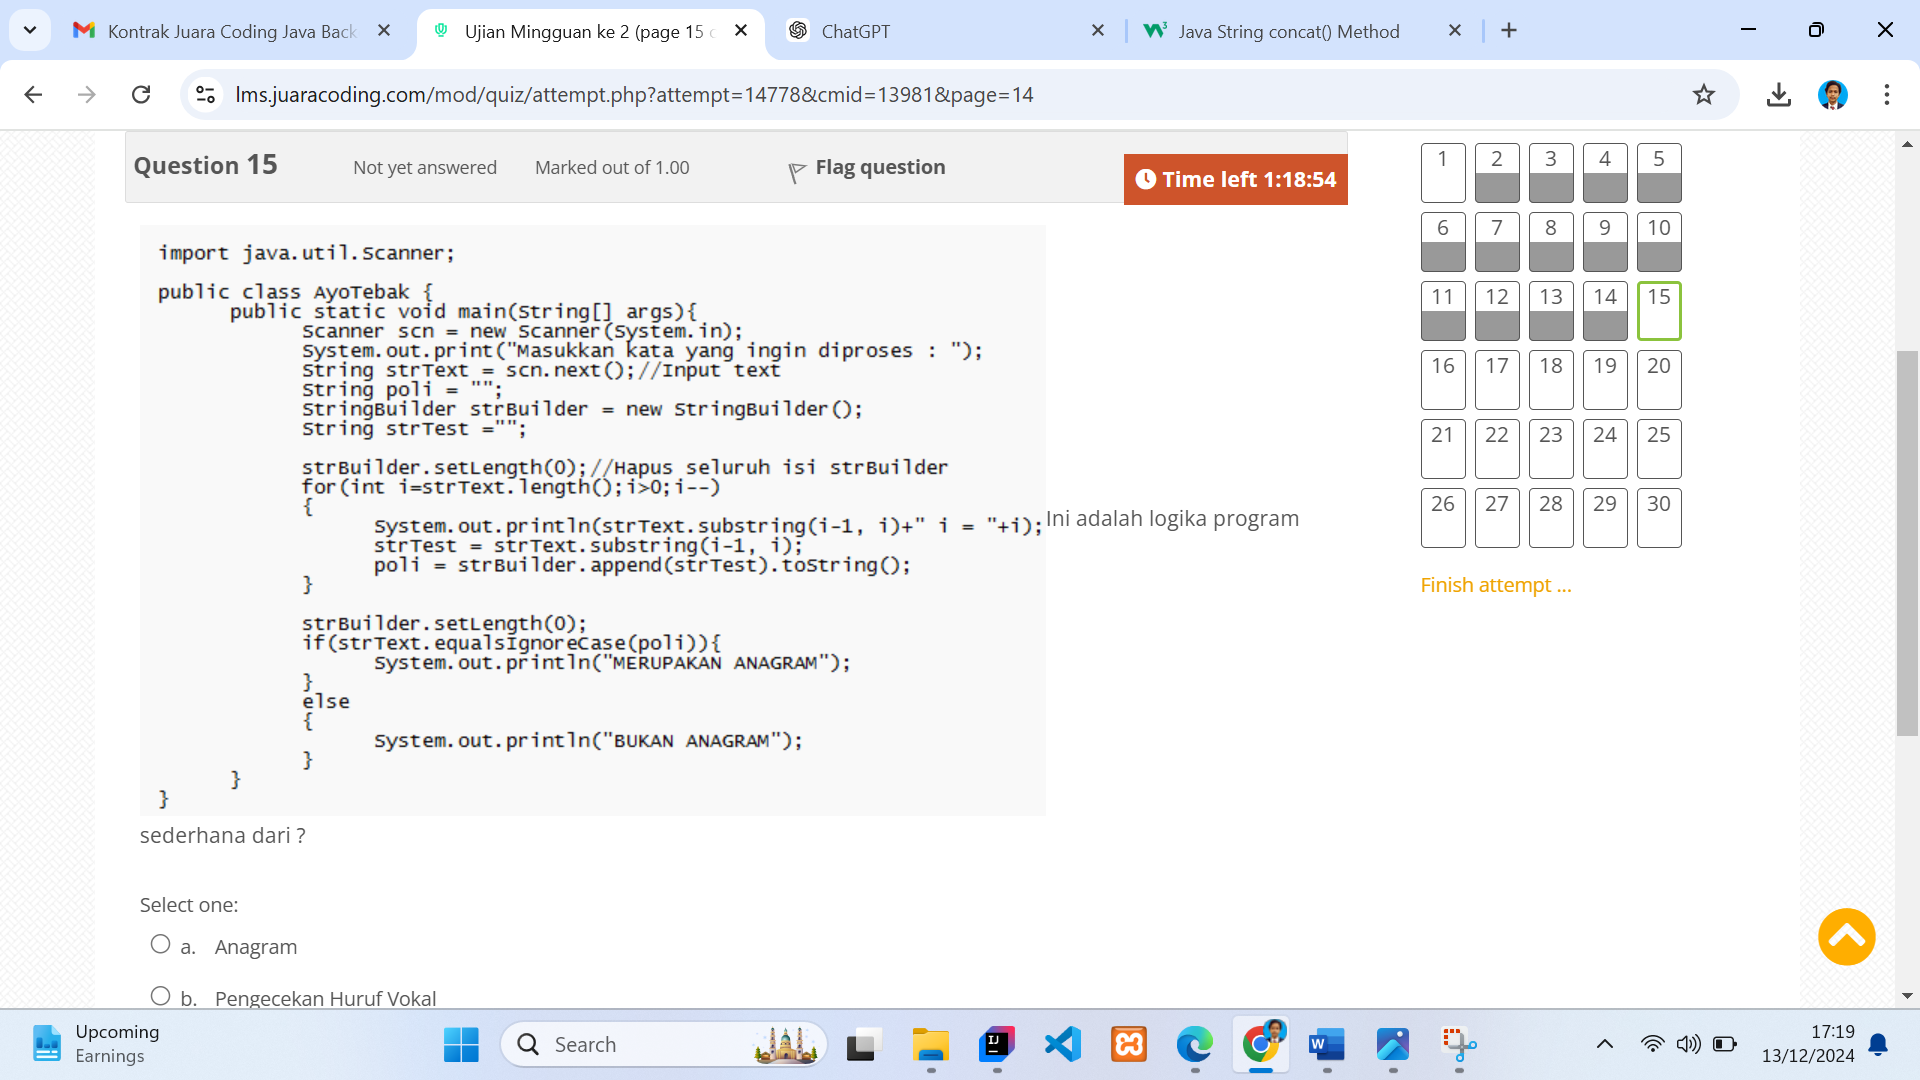 Kontrak Juara Coding Java Back
Ujian Mingguan ke 2 (page 15 o
ChatGPT
Java String concat() Method
lms.juaracoding.com/mod/quiz/attempt.php?attempt=14778&cmid=13981&page=14
Question 15
Not yet answered
Marked out of 1.00
Flag question
Time left 1:18:54
import java.util.Scanner;
public class AyoTebak {
public static void main(String[] args){
Scanner scn = new Scanner(System.in);
System.out.print("Masukkan kata yang ingin diproses : ");
String strText = scn.next();//Input text
String poli = "";
StringBuilder strBuilder = new StringBuilder();
String strTest ="";
strBuilder.setLength(0);//Hapus seluruh isi strBuilder
for(int i=strText.length();i>0;i--)
{
System.out.println(strText.substring(i-1, i)+" i = "+i);
strTest = strText.substring(i-1, i);
poli = strBuilder.append(strTest).toString();
}
strBuilder.setLength(0);
if(strText.equalsIgnoreCase(poli)){
System.out.println("MERUPAKAN ANAGRAM");
}
else
{
System.out.println("BUKAN ANAGRAM");
}
}
}
Ini adalah logika program
sederhana dari ?
Select one:
a. Anagram
b. Pengecekan Huruf Vokal
1 2 3 4 5
6 7 8 9 10
11 12 13 14 15
16 17 18 19 20
21 22 23 24 25
26 27 28 29 30
Finish attempt ...
Upcoming
Earnings
Search
17:19
13/12/2024